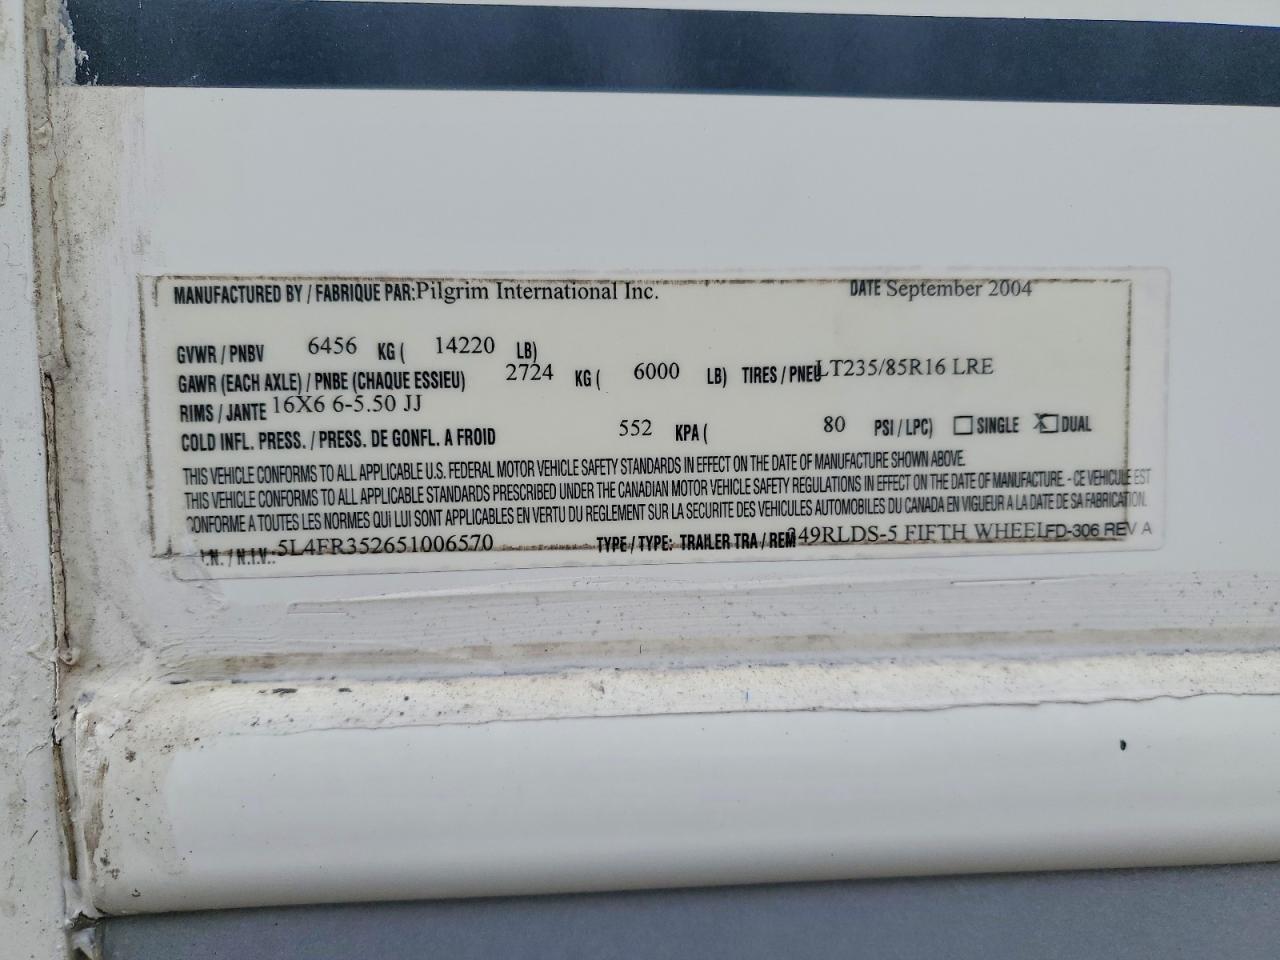 MANUFACTURED BY / FABRIQUE PAR: Pilgrim International Inc. DATE September 2004
GVWR / PNBV 6456 KG ( 14220 LB)
GAWR (EACH AXLE) / PNBE (CHAQUE ESSIEU) 2724 KG ( 6000 LB) TIRES / PNEU LT235/85R16 LRE
RIMS / JANTE 16X6 6-5.50 JJ
COLD INFL. PRESS. / PRESS. DE GONFL. A FROID 552 KPA ( 80 PSI / LPC) SINGLE X DUAL
THIS VEHICLE CONFORMS TO ALL APPLICABLE U.S. FEDERAL MOTOR VEHICLE SAFETY STANDARDS IN EFFECT ON THE DATE OF MANUFACTURE SHOWN ABOVE.
THIS VEHICLE CONFORMS TO ALL APPLICABLE STANDARDS PRESCRIBED UNDER THE CANADIAN MOTOR VEHICLE SAFETY REGULATIONS IN EFFECT ON THE DATE OF MANUFACTURE. - CE VEHICULE EST
CONFORME A TOUTES LES NORMES QUI LUI SONT APPLICABLES EN VERTU DU REGLEMENT SUR LA SECURITE DES VEHICULES AUTOMOBILES DU CANADA EN VIGUEUR A LA DATE DE SA FABRICATION.
I.N. / N.I.V.: 5L4FR352651006570 TYPE / TYPE: TRAILER TRA / REM 349RLDS-5 FIFTH WHEEL FD-306 REV A